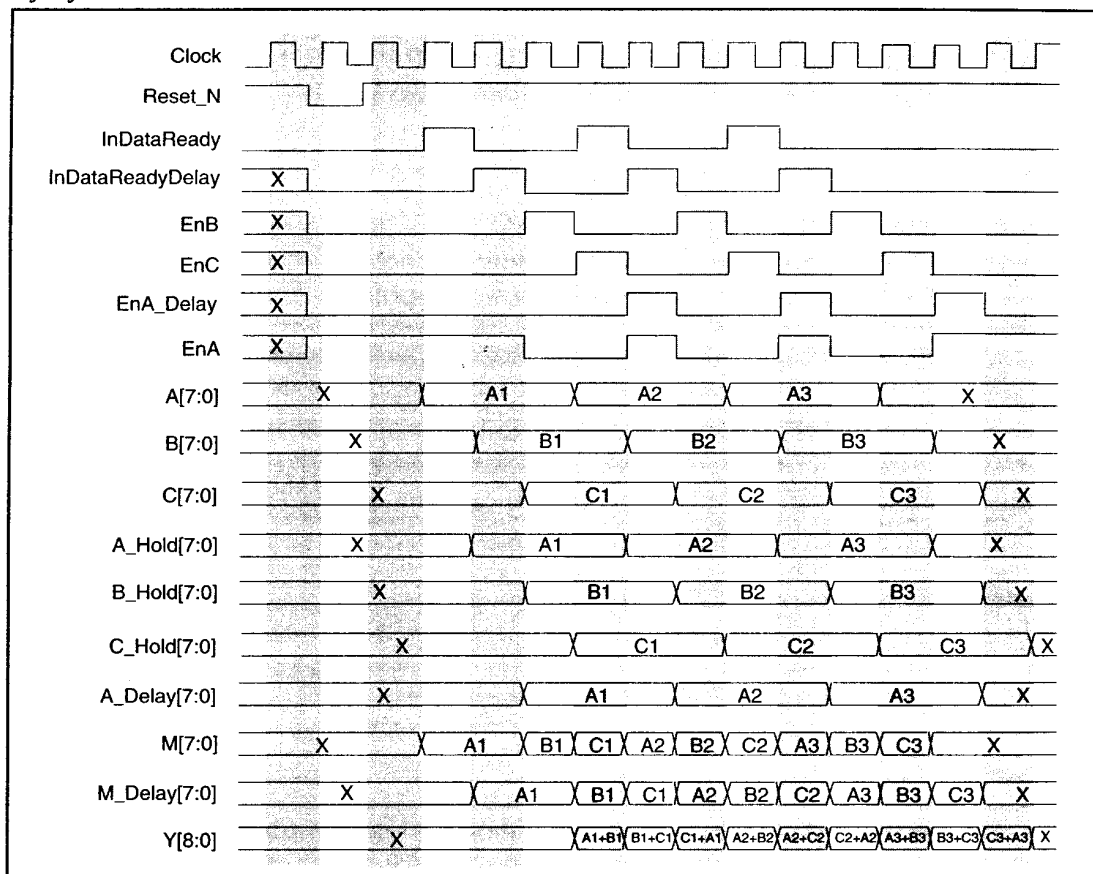 Clock
Reset_N
InDataReady
InDataReadyDelay X
EnB X
EnC X
EnA_Delay X
EnA X
A[7:0] X A1 A2 A3 X
B[7:0] X B1 B2 B3 X
C[7:0] X C1 C2 C3 X
A_Hold[7:0] X A1 A2 A3 X
B_Hold[7:0] X B1 B2 B3 X
C_Hold[7:0] X C1 C2 C3 X
A_Delay[7:0] X A1 A2 A3 X
M[7:0] X A1 B1 C1 A2 B2 C2 A3 B3 C3 X
M_Delay[7:0] X A1 B1 C1 A2 B2 C2 A3 B3 C3 X
Y[8:0] X A1+B1 B1+C1 C1+A1 A2+B2 A2+C2 C2+A2 A3+B3 B3+C3 C3+A3 X